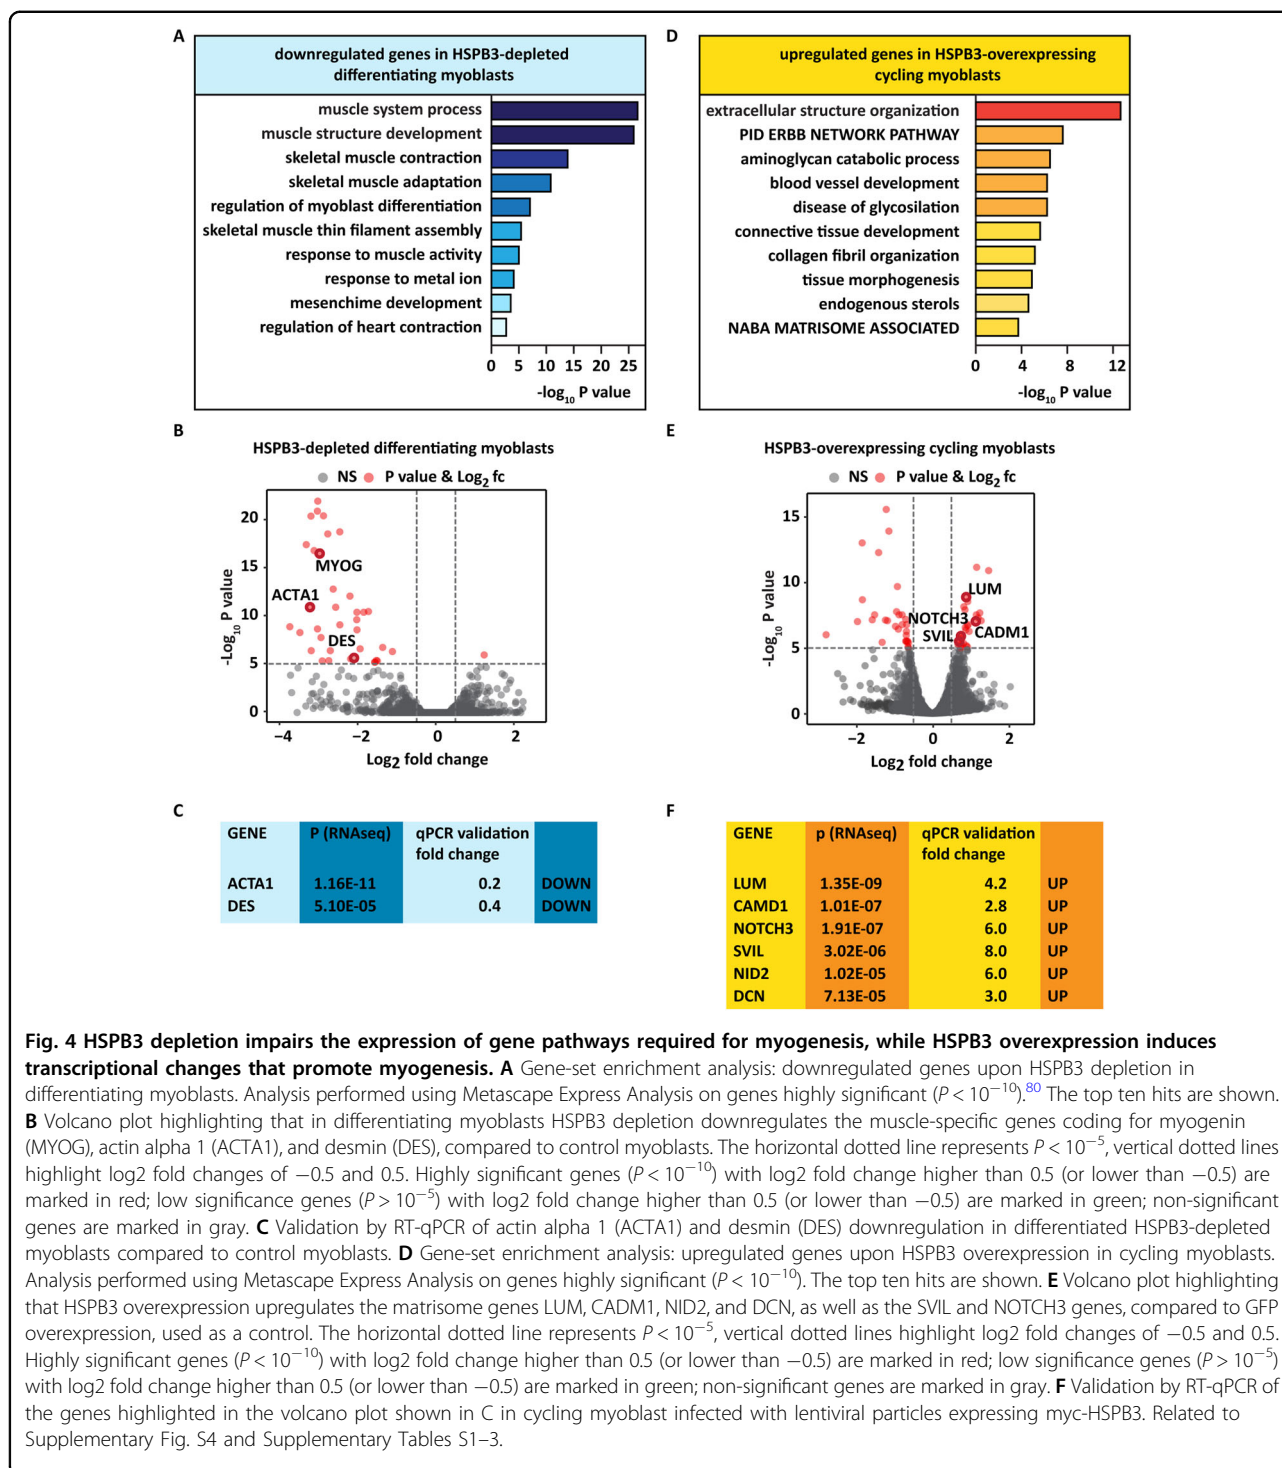 A
downregulated genes in HSPB3-depleted
differentiating myoblasts
muscle system process
muscle structure development
skeletal muscle contraction
skeletal muscle adaptation
regulation of myoblast differentiation
skeletal muscle thin filament assembly
response to muscle activity
response to metal ion
mesenchime development
regulation of heart contraction
0 5 10 15 20 25
-log10 P value
D
upregulated genes in HSPB3-overexpressing
cycling myoblasts
extracellular structure organization
PID ERBB NETWORK PATHWAY
aminoglycan catabolic process
blood vessel development
disease of glycosilation
connective tissue development
collagen fibril organization
tissue morphogenesis
endogenous sterols
NABA MATRISOME ASSOCIATED
0 4 8 12
-log10 P value
B
HSPB3-depleted differentiating myoblasts
NS P value & Log2 fc
20
15
10
5
0
-Log10 P value
MYOG
ACTA1
DES
−4 −2 0 2
Log2 fold change
E
HSPB3-overexpressing cycling myoblasts
NS P value & Log2 fc
15
10
5
0
-Log10 P value
LUM
NOTCH3
CADM1
SVIL
−2 0 2
Log2 fold change
C
GENE P (RNAseq) qPCR validation
fold change
ACTA1 1.16E-11 0.2 DOWN
DES 5.10E-05 0.4 DOWN
F
GENE p (RNAseq) qPCR validation
fold change
LUM 1.35E-09 4.2 UP
CAMD1 1.01E-07 2.8 UP
NOTCH3 1.91E-07 6.0 UP
SVIL 3.02E-06 8.0 UP
NID2 1.02E-05 6.0 UP
DCN 7.13E-05 3.0 UP
Fig. 4 HSPB3 depletion impairs the expression of gene pathways required for myogenesis, while HSPB3 overexpression induces
transcriptional changes that promote myogenesis. A Gene-set enrichment analysis: downregulated genes upon HSPB3 depletion in
differentiating myoblasts. Analysis performed using Metascape Express Analysis on genes highly significant (P < 10−10).80 The top ten hits are shown.
B Volcano plot highlighting that in differentiating myoblasts HSPB3 depletion downregulates the muscle-specific genes coding for myogenin
(MYOG), actin alpha 1 (ACTA1), and desmin (DES), compared to control myoblasts. The horizontal dotted line represents P < 10−5, vertical dotted lines
highlight log2 fold changes of −0.5 and 0.5. Highly significant genes (P < 10−10) with log2 fold change higher than 0.5 (or lower than −0.5) are
marked in red; low significance genes (P > 10−5) with log2 fold change higher than 0.5 (or lower than −0.5) are marked in green; non-significant
genes are marked in gray. C Validation by RT-qPCR of actin alpha 1 (ACTA1) and desmin (DES) downregulation in differentiated HSPB3-depleted
myoblasts compared to control myoblasts. D Gene-set enrichment analysis: upregulated genes upon HSPB3 overexpression in cycling myoblasts.
Analysis performed using Metascape Express Analysis on genes highly significant (P < 10−10). The top ten hits are shown. E Volcano plot highlighting
that HSPB3 overexpression upregulates the matrisome genes LUM, CADM1, NID2, and DCN, as well as the SVIL and NOTCH3 genes, compared to GFP
overexpression, used as a control. The horizontal dotted line represents P < 10−5, vertical dotted lines highlight log2 fold changes of −0.5 and 0.5.
Highly significant genes (P < 10−10) with log2 fold change higher than 0.5 (or lower than −0.5) are marked in red; low significance genes (P > 10−5)
with log2 fold change higher than 0.5 (or lower than −0.5) are marked in green; non-significant genes are marked in gray. F Validation by RT-qPCR of
the genes highlighted in the volcano plot shown in C in cycling myoblast infected with lentiviral particles expressing myc-HSPB3. Related to
Supplementary Fig. S4 and Supplementary Tables S1–3.